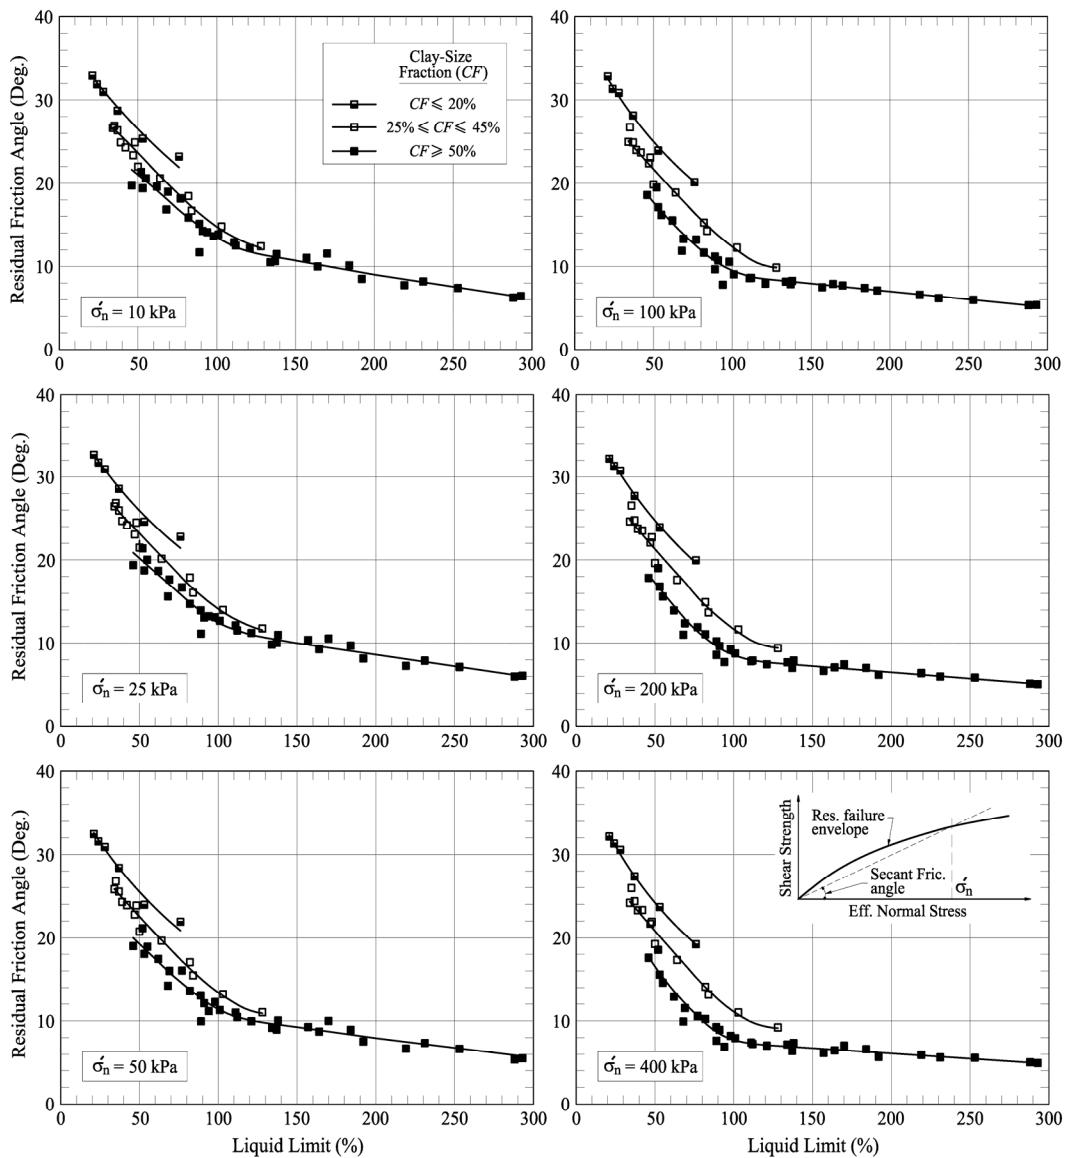 40
30
20
10
0
Residual Friction Angle (Deg.)
Clay-Size
Fraction (CF)
CF ⩽ 20%
25% ⩽ CF ⩽ 45%
CF ⩾ 50%
σ′n = 10 kPa
0 50 100 150 200 250 300
40
30
20
10
0
σ′n = 100 kPa
0 50 100 150 200 250 300
40
30
20
10
0
Residual Friction Angle (Deg.)
σ′n = 25 kPa
0 50 100 150 200 250 300
40
30
20
10
0
σ′n = 200 kPa
0 50 100 150 200 250 300
40
30
20
10
0
Residual Friction Angle (Deg.)
σ′n = 50 kPa
0 50 100 150 200 250 300
Liquid Limit (%)
40
30
20
10
0
Shear Strength
Res. failure
envelope
Secant Fric.
angle
σ′n
Eff. Normal Stress
σ′n = 400 kPa
0 50 100 150 200 250 300
Liquid Limit (%)